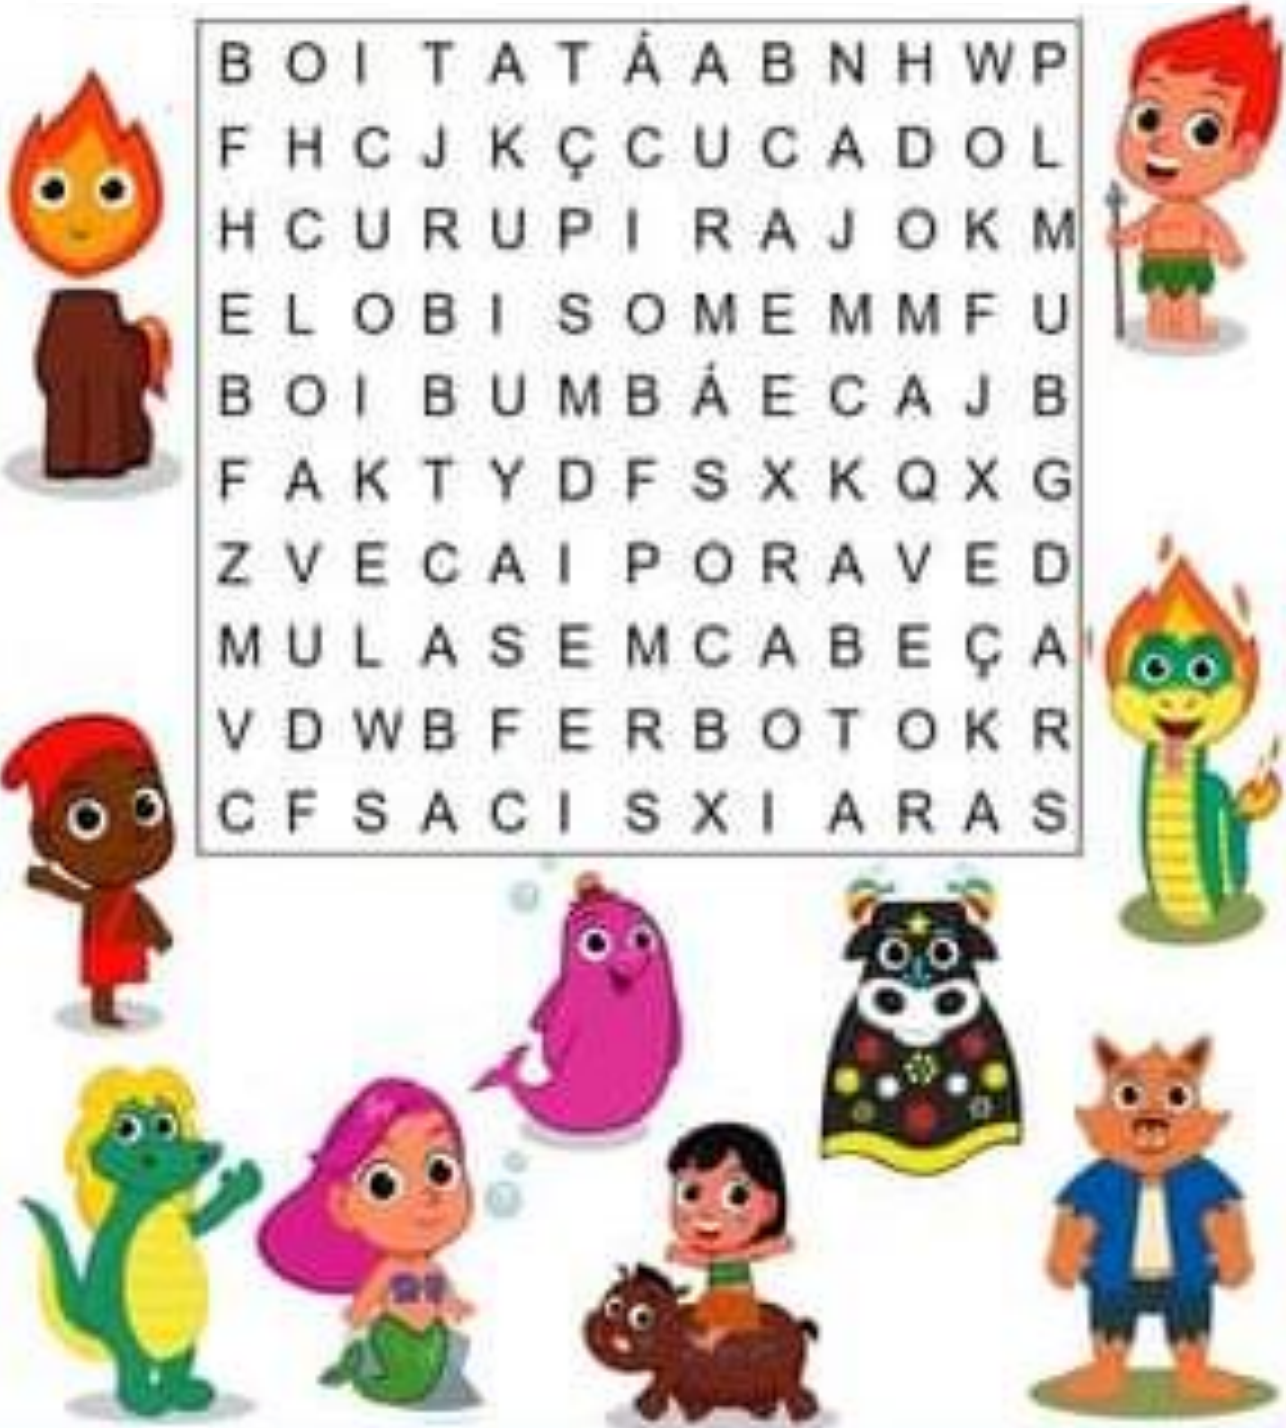 B O I T A T Á A B N H W P
F H C J K Ç C U C A D O L
H C U R U P I R A J O K M
E L O B I S O M E M M F U
B O I B U M B Á E C A J B
F A K T Y D F S X K Q X G
Z V E C A I P O R A V E D
M U L A S E M C A B E Ç A
V D W B F E R B O T O K R
C F S A C I S X I A R A S